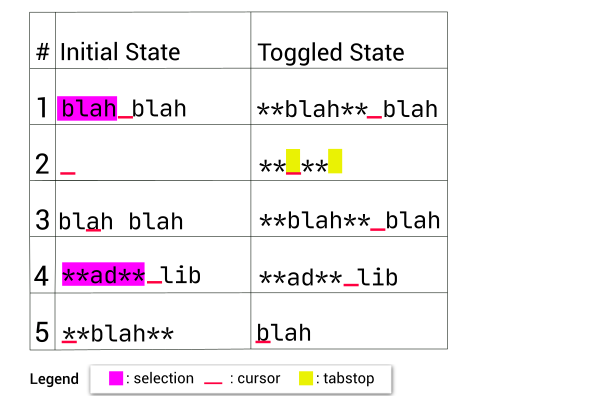 # Initial State Toggled State
1 blah_blah **blah**_blah
2 _ **_**
3 blah blah **blah**_blah
4 **ad**_lib **ad**_lib
5 **blah** blah
Legend : selection _ : cursor : tabstop